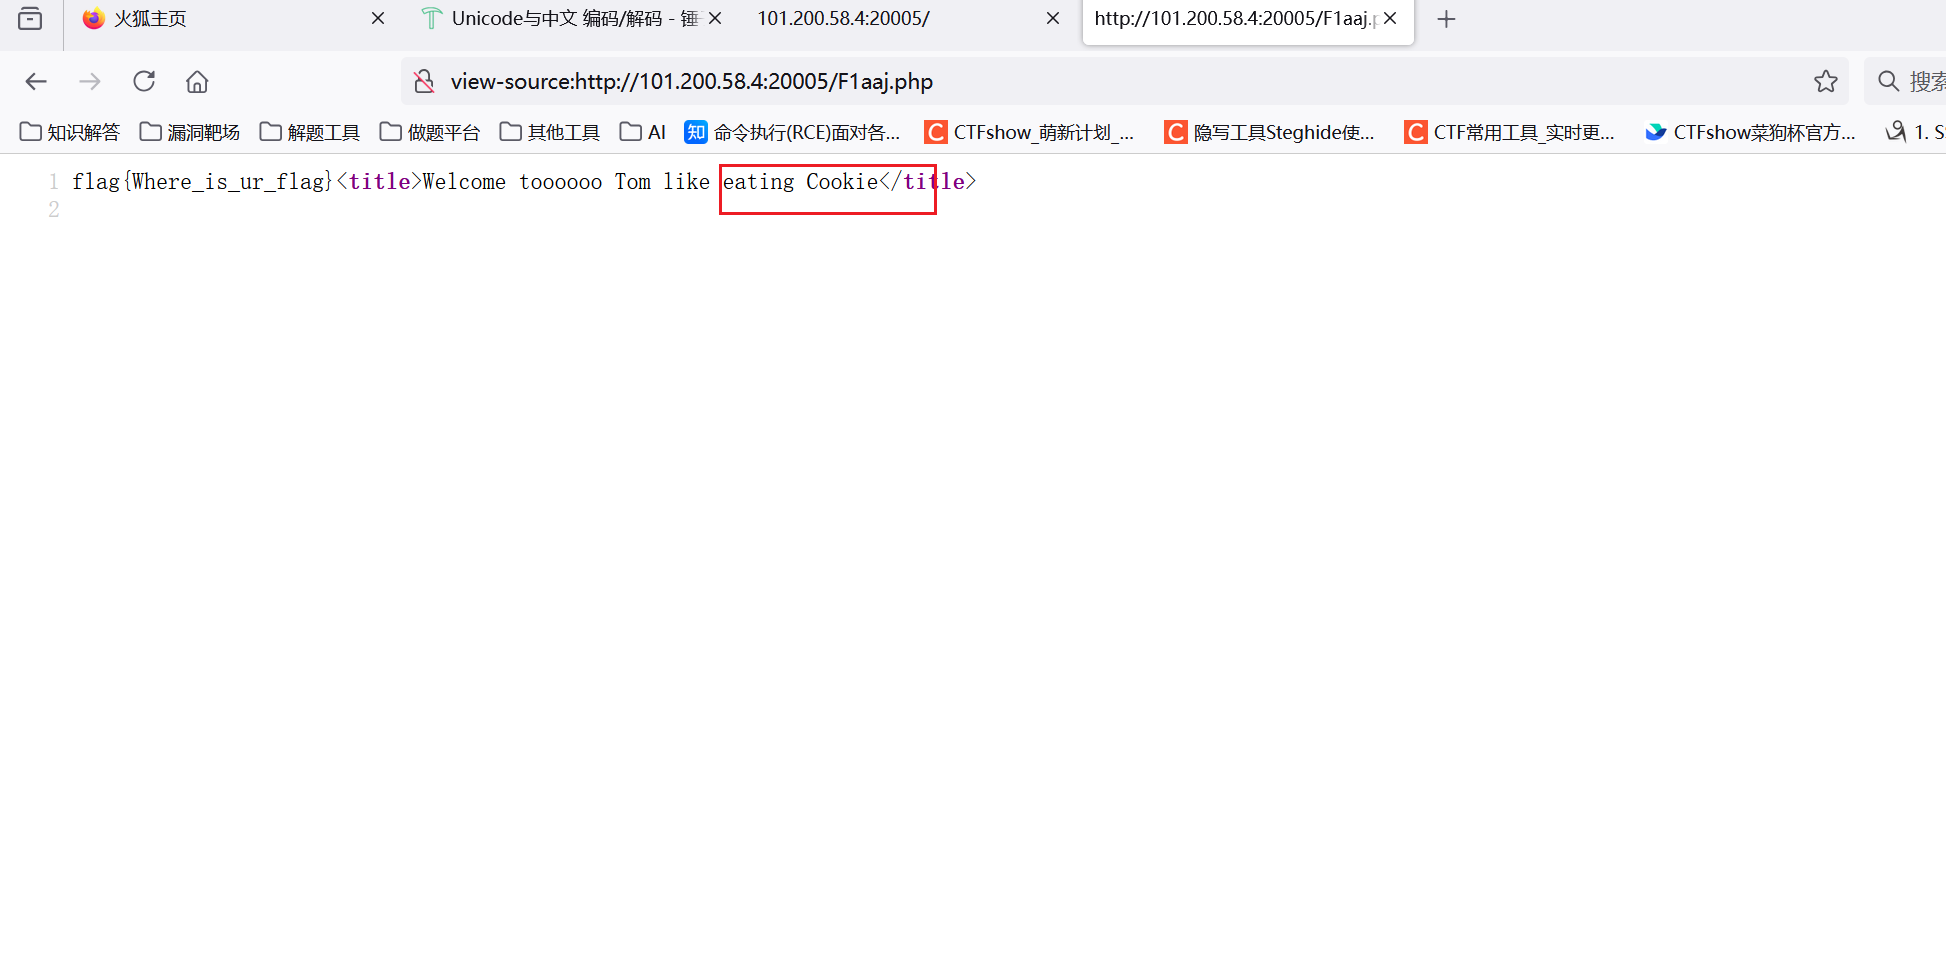 火狐主页
Unicode与中文 编码/解码 - 锤
101.200.58.4:20005/
http://101.200.58.4:20005/F1aaj.p
view-source:http://101.200.58.4:20005/F1aaj.php
搜索
知识解答 漏洞靶场 解题工具 做题平台 其他工具 AI 知 命令执行(RCE)面对各... C CTFshow_萌新计划_... C 隐写工具Steghide使... C CTF常用工具_实时更... CTFshow菜狗杯官方... 1. S
1 flag{Where_is_ur_flag}<title>Welcome toooooo Tom like eating Cookie</title>
2